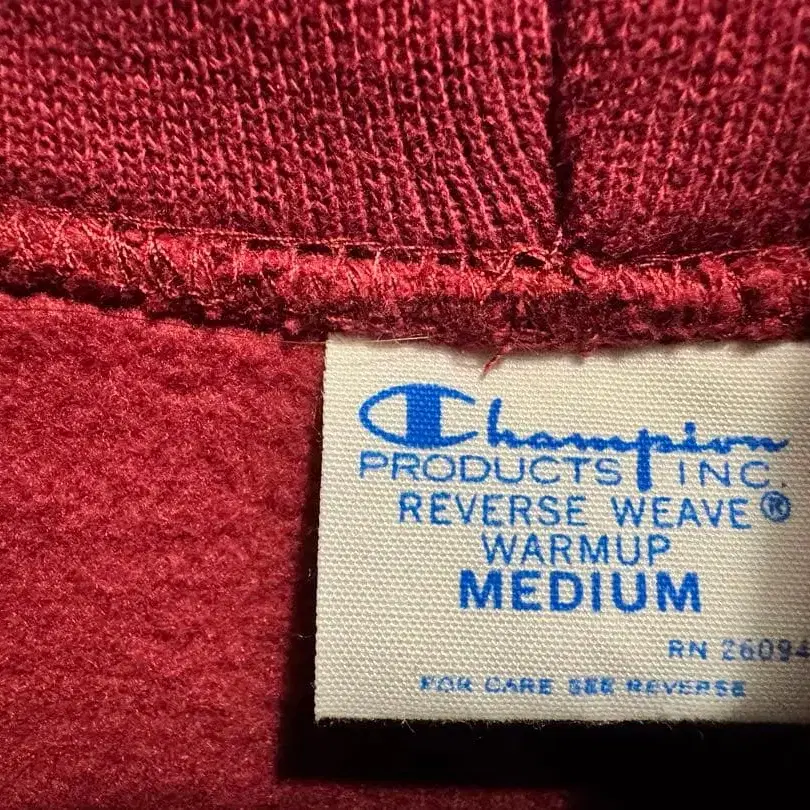 Champion
PRODUCTS INC.
REVERSE WEAVE®
WARMUP
MEDIUM
RN 26094
FOR CARE SEE REVERSE